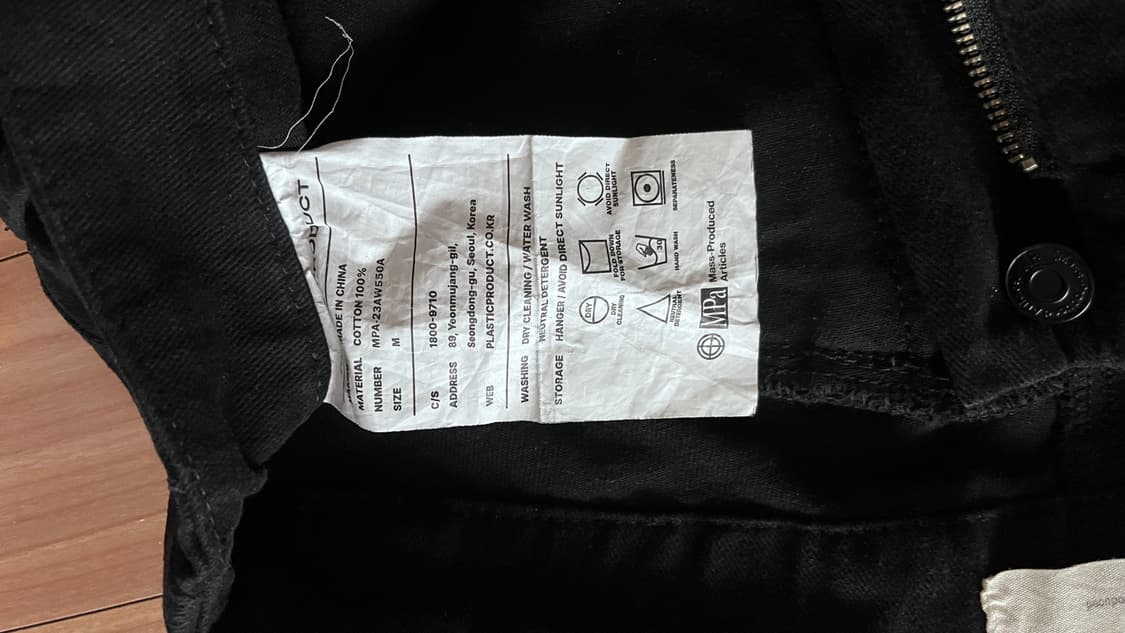 MADE IN CHINA
MATERIAL COTTON 100%
NUMBER MPA-23AW550A
SIZE M
C/S 1800-9710
ADDRESS 89, Yeonmujang-gil,
Seongdong-gu, Seoul, Korea
WEB PLASTICPRODUCT.CO.KR
WASHING DRY CLEANING / WATER WASH
NEUTRAL DETERGENT
STORAGE HANGER / AVOID DIRECT SUNLIGHT
DRY
DRY CLEANING
FOLD DOWN FOR STORAGE
AVOID DIRECT SUNLIGHT
NEUTRAL DETERGENT
30
HAND WASH
SEPARATENESS
MPa Mass-Produced
Articles